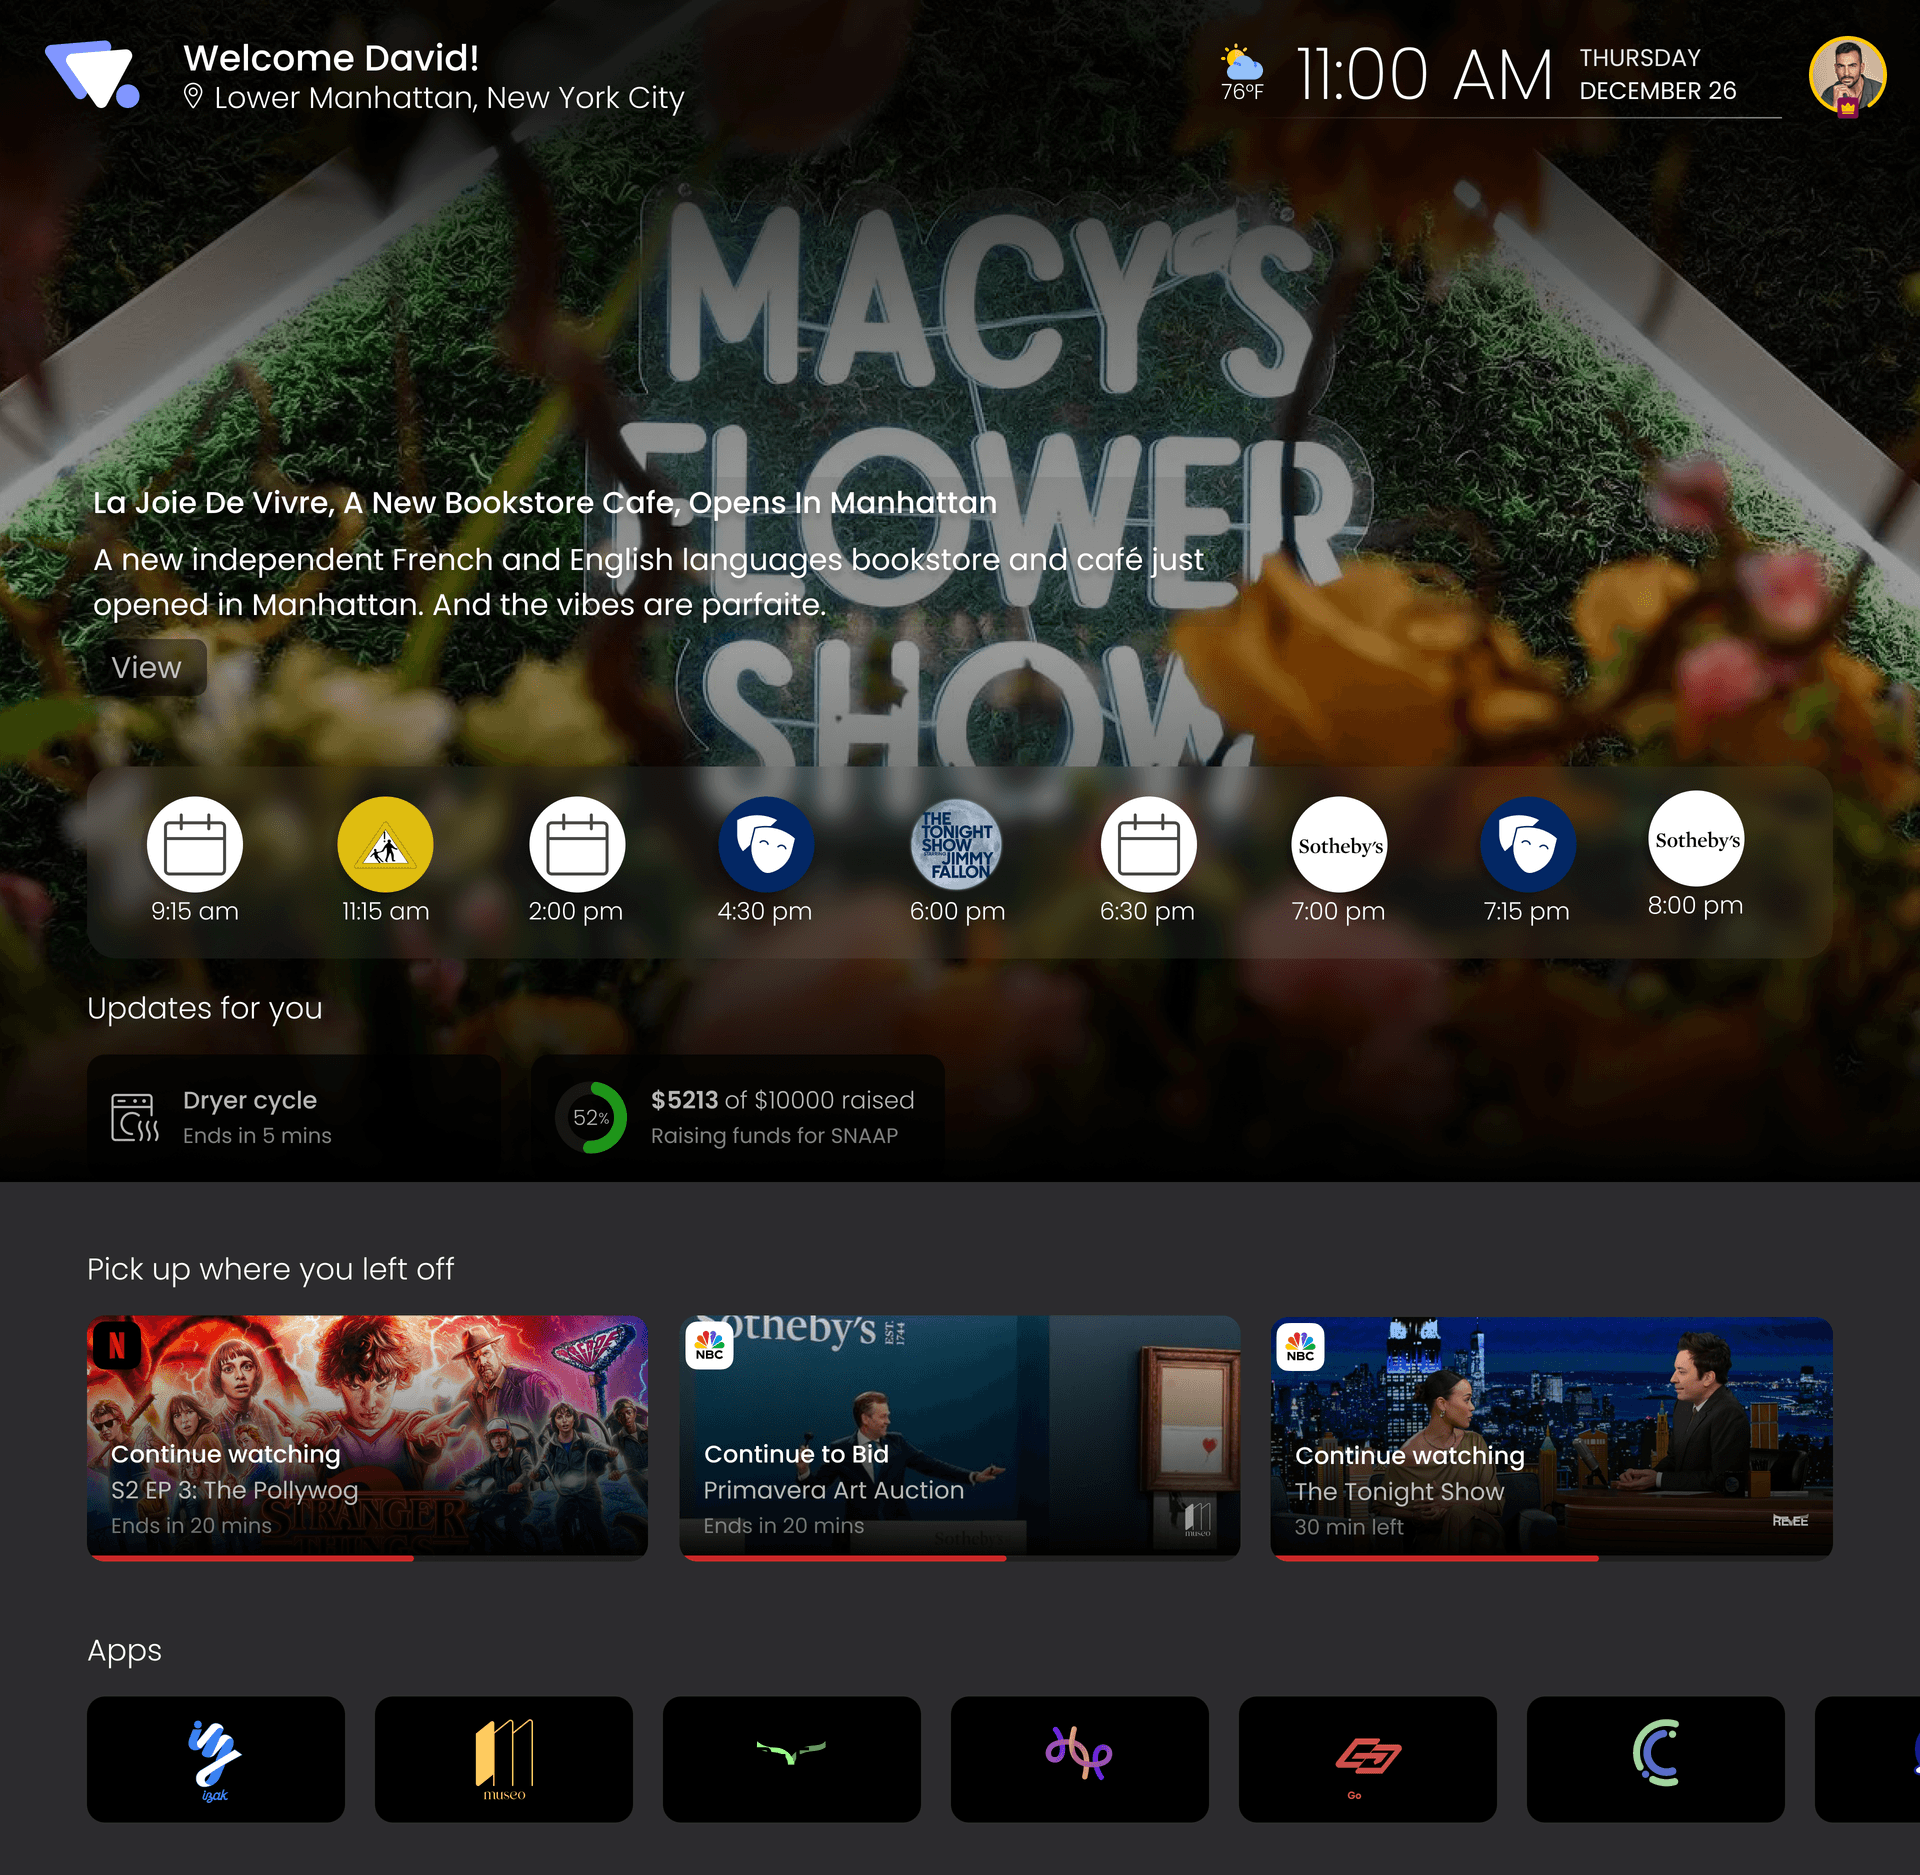 Welcome David!
Lower Manhattan, New York City
76°F
11:00 AM
THURSDAY
DECEMBER 26
MACY'S
FLOWER
SHOW
La Joie De Vivre, A New Bookstore Cafe, Opens In Manhattan
A new independent French and English languages bookstore and café just
opened in Manhattan. And the vibes are parfaite.
View
THE
TONIGHT
SHOW
STARRING
JIMMY
FALLON
Sotheby's
Sotheby's
9:15 am
11:15 am
2:00 pm
4:30 pm
6:00 pm
6:30 pm
7:00 pm
7:15 pm
8:00 pm
Updates for you
Dryer cycle
Ends in 5 mins
52%
$5213 of $10000 raised
Raising funds for SNAAP
Pick up where you left off
N
Continue watching
S2 EP 3: The Pollywog
Ends in 20 mins
STRANGER
THINGS
NBC
Sotheby's
EST.
1744
Continue to Bid
Primavera Art Auction
Ends in 20 mins
Sotheby's
museo
NBC
Continue watching
The Tonight Show
30 min left
Apps
izak
museo
Go